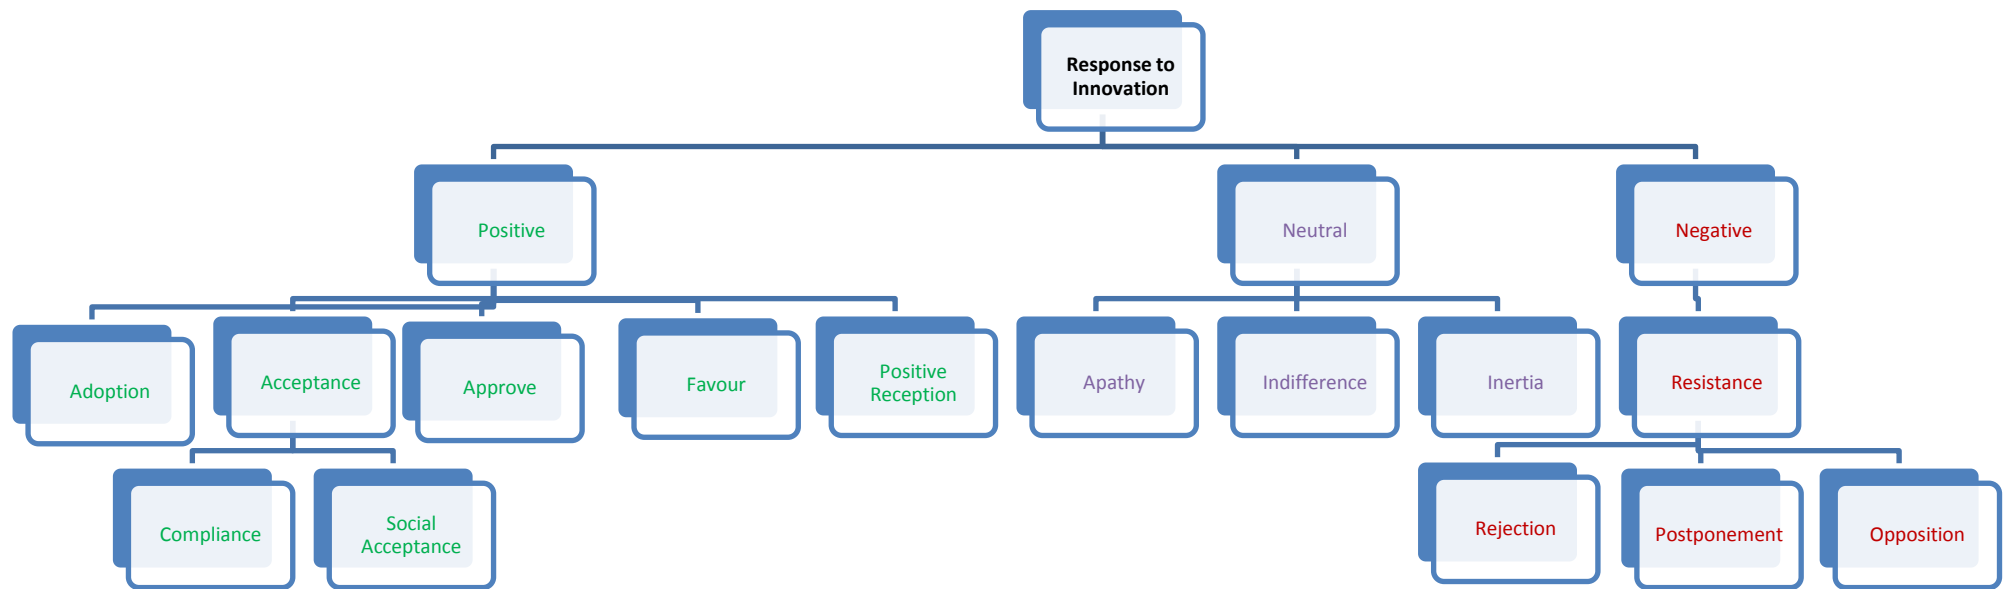 Response to
Innovation
Positive
Neutral
Negative
Adoption
Acceptance
Approve
Favour
Positive
Reception
Apathy
Indifference
Inertia
Resistance
Compliance
Social
Acceptance
Rejection
Postponement
Opposition